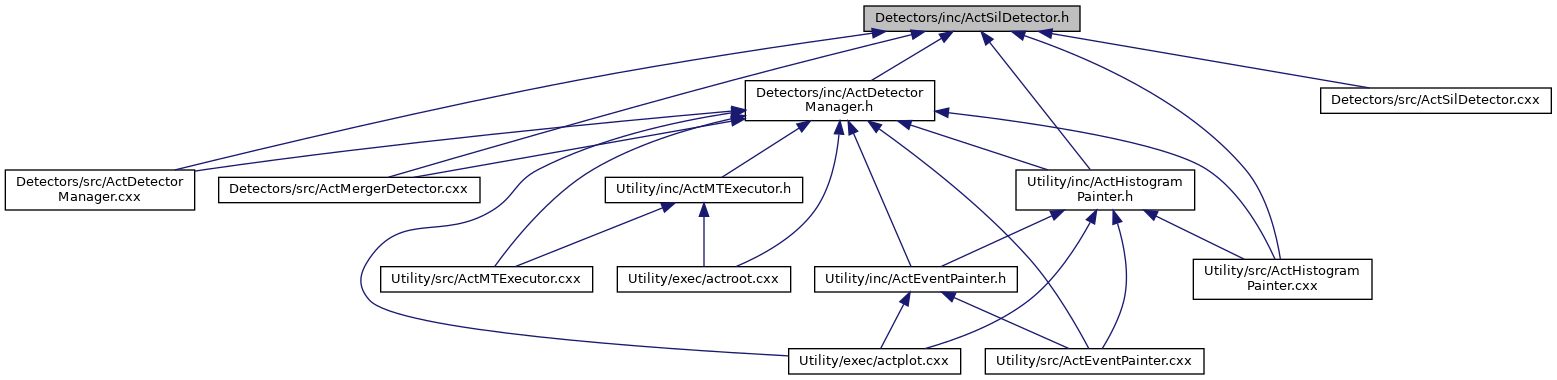 Detectors/inc/ActSilDetector.h
Detectors/inc/ActDetector
Manager.h
Detectors/src/ActSilDetector.cxx
Detectors/src/ActDetector
Manager.cxx
Detectors/src/ActMergerDetector.cxx
Utility/inc/ActMTExecutor.h
Utility/inc/ActHistogram
Painter.h
Utility/src/ActMTExecutor.cxx
Utility/exec/actroot.cxx
Utility/inc/ActEventPainter.h
Utility/src/ActHistogram
Painter.cxx
Utility/exec/actplot.cxx
Utility/src/ActEventPainter.cxx